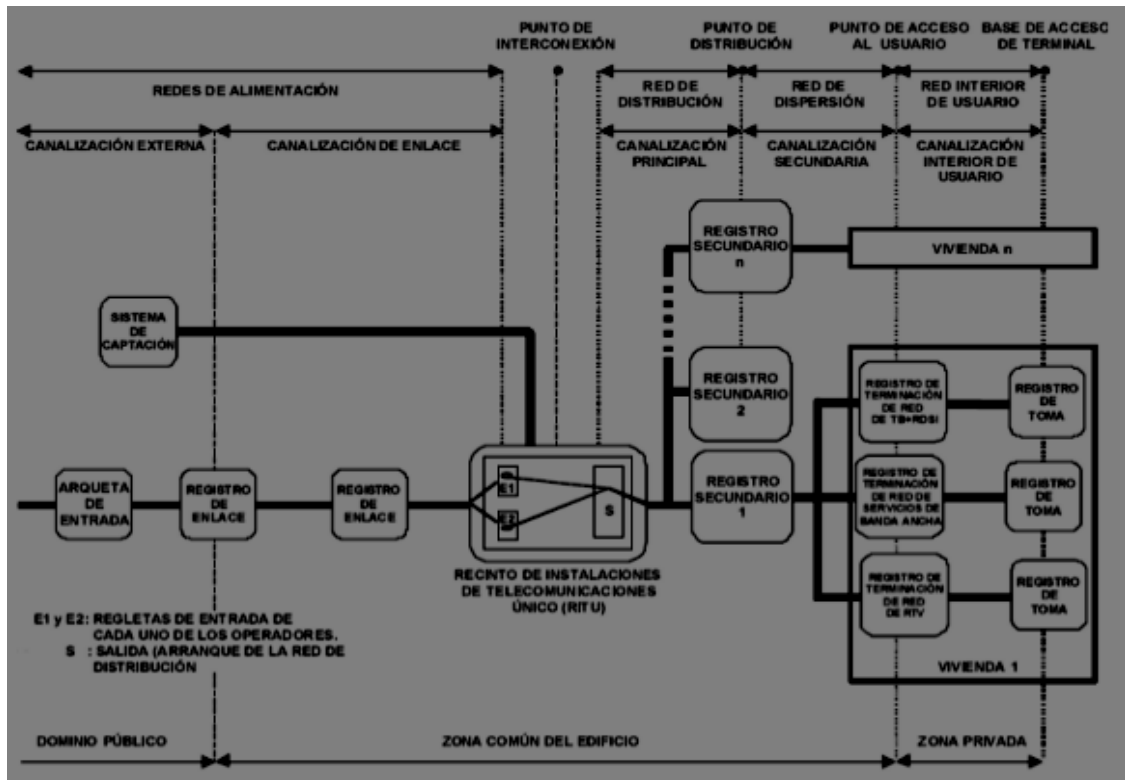 PUNTO DE
INTERCONEXIÓN
PUNTO DE
DISTRIBUCIÓN
PUNTO DE ACCESO
AL USUARIO
BASE DE ACCESO
DE TERMINAL
REDES DE ALIMENTACIÓN
RED DE
DISTRIBUCIÓN
RED DE
DISPERSIÓN
RED INTERIOR
DE USUARIO
CANALIZACIÓN EXTERNA
CANALIZACIÓN DE ENLACE
CANALIZACIÓN
PRINCIPAL
CANALIZACIÓN
SECUNDARIA
CANALIZACIÓN
INTERIOR DE
USUARIO
REGISTRO
SECUNDARIO
n
VIVIENDA n
SISTEMA
DE
CAPTACIÓN
REGISTRO
SECUNDARIO
2
REGISTRO DE
TERMINACIÓN
DE RED
DE TB+RDSI
REGISTRO
DE
TOMA
ARQUETA
DE
ENTRADA
REGISTRO
DE
ENLACE
REGISTRO
DE
ENLACE
E1
E2
S
REGISTRO
SECUNDARIO
1
REGISTRO DE
TERMINACIÓN
DE RED DE
SERVICIOS DE
BANDA ANCHA
REGISTRO
DE
TOMA
RECINTO DE INSTALACIONES
DE TELECOMUNICACIONES
ÚNICO (RITU)
REGISTRO DE
TERMINACIÓN
DE RED
DE RTV
REGISTRO
DE
TOMA
VIVIENDA 1
E1 y E2: REGLETAS DE ENTRADA DE
CADA UNO DE LOS OPERADORES.
S : SALIDA (ARRANQUE DE LA RED DE
DISTRIBUCIÓN
DOMINIO PÚBLICO
ZONA COMÚN DEL EDIFICIO
ZONA PRIVADA